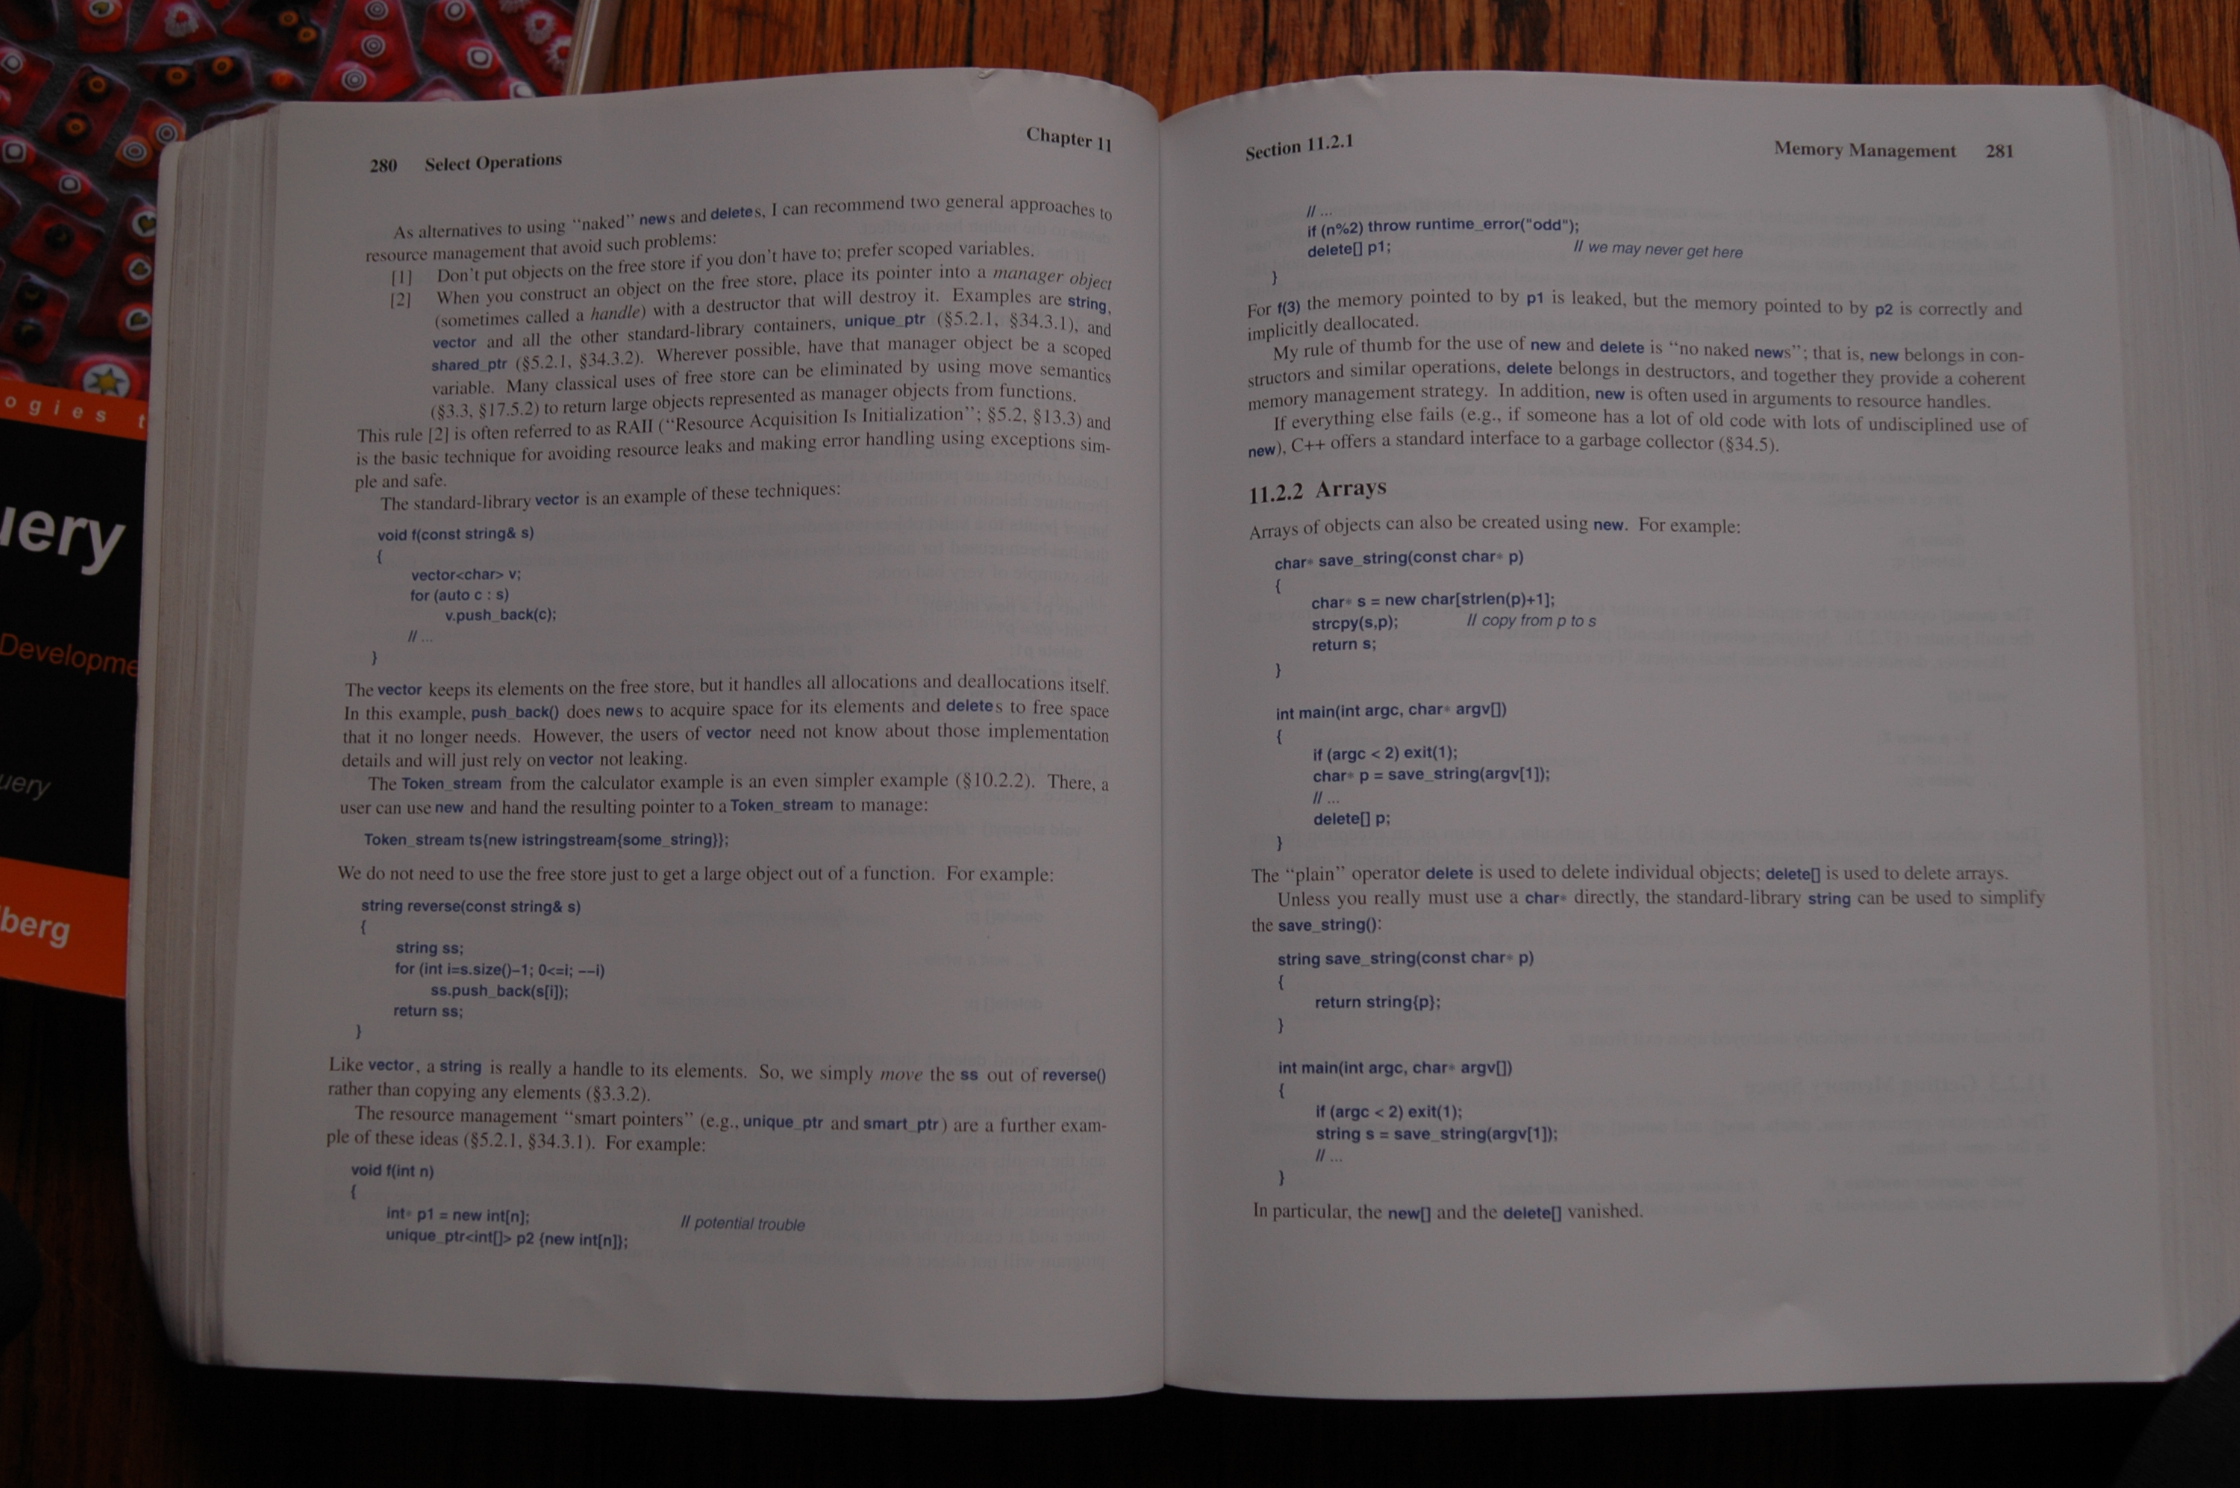 280 Select Operations Chapter 11
As alternatives to using “naked” news and deletes, I can recommend two general approaches to
resource management that avoid such problems:
[1] Don't put objects on the free store if you don't have to; prefer scoped variables.
[2] When you construct an object on the free store, place its pointer into a manager object
(sometimes called a handle) with a destructor that will destroy it. Examples are string,
vector and all the other standard-library containers, unique_ptr (§5.2.1, §34.3.1), and
shared_ptr (§5.2.1, §34.3.2). Wherever possible, have that manager object be a scoped
variable. Many classical uses of free store can be eliminated by using move semantics
(§3.3, §17.5.2) to return large objects represented as manager objects from functions.
This rule [2] is often referred to as RAII (“Resource Acquisition Is Initialization”; §5.2, §13.3) and
is the basic technique for avoiding resource leaks and making error handling using exceptions sim-
ple and safe.
The standard-library vector is an example of these techniques:
void f(const string& s)
{
vector<char> v;
for (auto c : s)
v.push_back(c);
// ...
}
The vector keeps its elements on the free store, but it handles all allocations and deallocations itself.
In this example, push_back() does news to acquire space for its elements and deletes to free space
that it no longer needs. However, the users of vector need not know about those implementation
details and will just rely on vector not leaking.
The Token_stream from the calculator example is an even simpler example (§10.2.2). There, a
user can use new and hand the resulting pointer to a Token_stream to manage:
Token_stream ts{new istringstream{some_string}};
We do not need to use the free store just to get a large object out of a function. For example:
string reverse(const string& s)
{
string ss;
for (int i=s.size()-1; 0<=i; --i)
ss.push_back(s[i]);
return ss;
}
Like vector, a string is really a handle to its elements. So, we simply move the ss out of reverse()
rather than copying any elements (§3.3.2).
The resource management “smart pointers” (e.g., unique_ptr and smart_ptr) are a further exam-
ple of these ideas (§5.2.1, §34.3.1). For example:
void f(int n)
{
int* p1 = new int[n]; // potential trouble
unique_ptr<int[]> p2 {new int[n]};
Section 11.2.1 Memory Management 281
// ...
if (n%2) throw runtime_error("odd");
delete[] p1; // we may never get here
}
For f(3) the memory pointed to by p1 is leaked, but the memory pointed to by p2 is correctly and
implicitly deallocated.
My rule of thumb for the use of new and delete is “no naked news”; that is, new belongs in con-
structors and similar operations, delete belongs in destructors, and together they provide a coherent
memory management strategy. In addition, new is often used in arguments to resource handles.
If everything else fails (e.g., if someone has a lot of old code with lots of undisciplined use of
new), C++ offers a standard interface to a garbage collector (§34.5).
11.2.2 Arrays
Arrays of objects can also be created using new. For example:
char* save_string(const char* p)
{
char* s = new char[strlen(p)+1];
strcpy(s,p); // copy from p to s
return s;
}
int main(int argc, char* argv[])
{
if (argc < 2) exit(1);
char* p = save_string(argv[1]);
// ...
delete[] p;
}
The “plain” operator delete is used to delete individual objects; delete[] is used to delete arrays.
Unless you really must use a char* directly, the standard-library string can be used to simplify
the save_string():
string save_string(const char* p)
{
return string{p};
}
int main(int argc, char* argv[])
{
if (argc < 2) exit(1);
string s = save_string(argv[1]);
// ...
}
In particular, the new[] and the delete[] vanished.
ogies t
lery
Developme
uery
berg